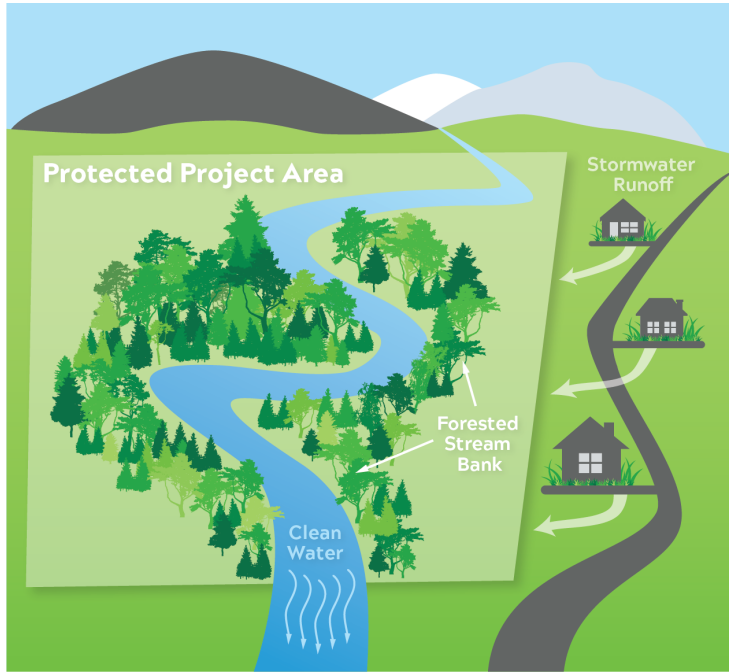 Protected Project Area
Stormwater
Runoff
Forested
Stream
Bank
Clean
Water